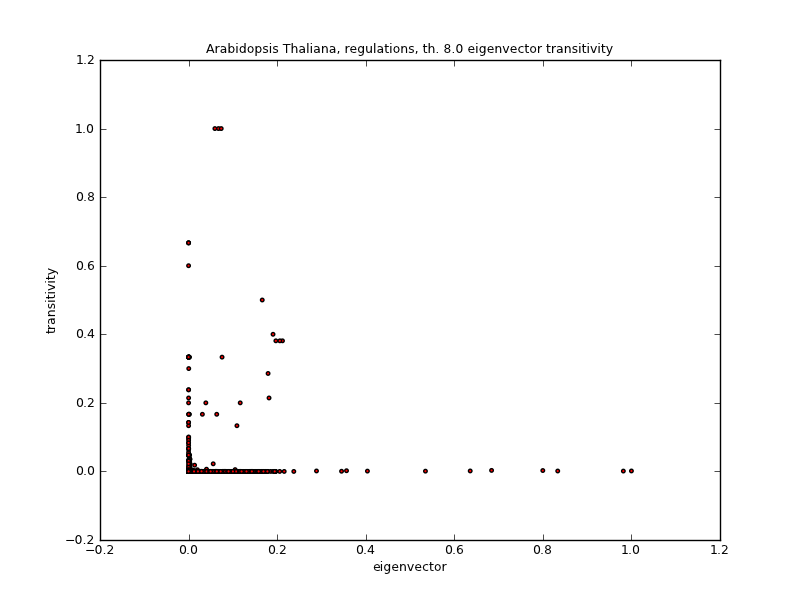 Arabidopsis Thaliana, regulations, th. 8.0 eigenvector transitivity
1.2
1.0
0.8
0.6
0.4
0.2
0.0
−0.2
transitivity
−0.2 0.0 0.2 0.4 0.6 0.8 1.0 1.2
eigenvector